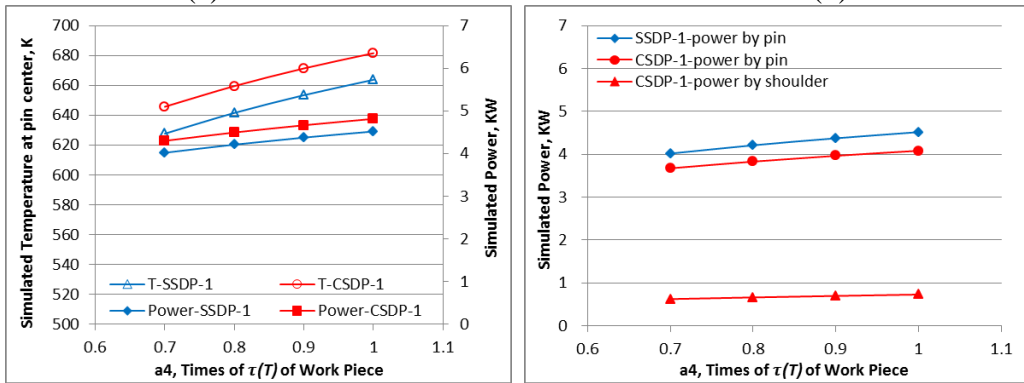 700
680
660
640
620
600
580
560
540
520
500
Simulated Temperature at pin center, K
7
6
5
4
3
2
1
0
Simulated Power, KW
T-SSDP-1
T-CSDP-1
Power-SSDP-1
Power-CSDP-1
0.6 0.7 0.8 0.9 1 1.1
a4, Times of τ(T) of Work Piece
7
6
5
4
3
2
1
0
Simulated Power, KW
SSDP-1-power by pin
CSDP-1-power by pin
CSDP-1-power by shoulder
0.6 0.7 0.8 0.9 1 1.1
a4, Times of τ(T) of Work Piece